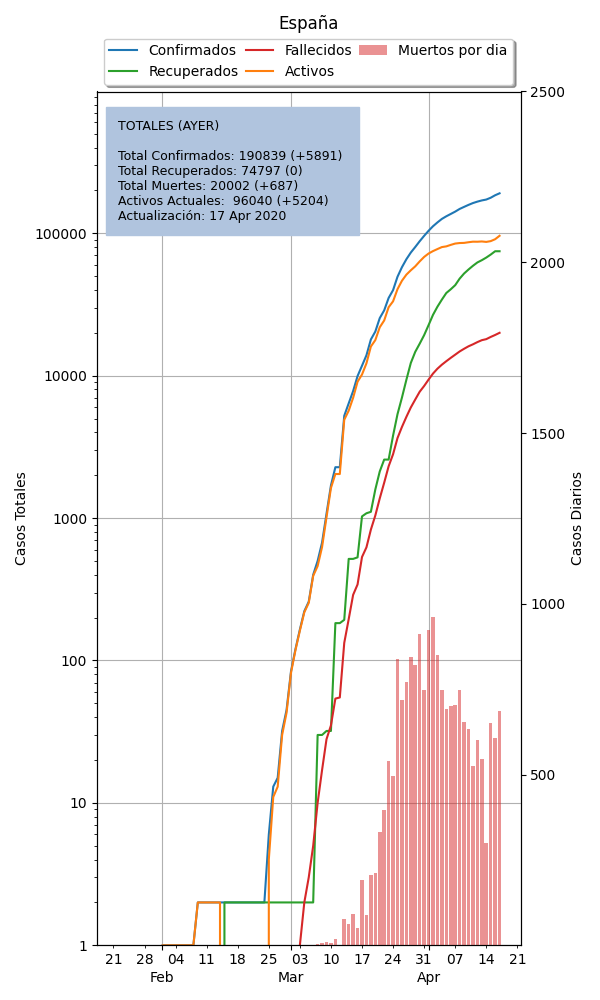 España
Confirmados Fallecidos Muertos por dia
Recuperados Activos
TOTALES (AYER)
Total Confirmados: 190839 (+5891)
Total Recuperados: 74797 (0)
Total Muertes: 20002 (+687)
Activos Actuales:  96040 (+5204)
Actualización: 17 Apr 2020
100000
10000
1000
100
10
1
Casos Totales
2500
2000
1500
1000
500
Casos Diarios
21 28 04 11 18 25 03 10 17 24 31 07 14 21
Feb Mar Apr